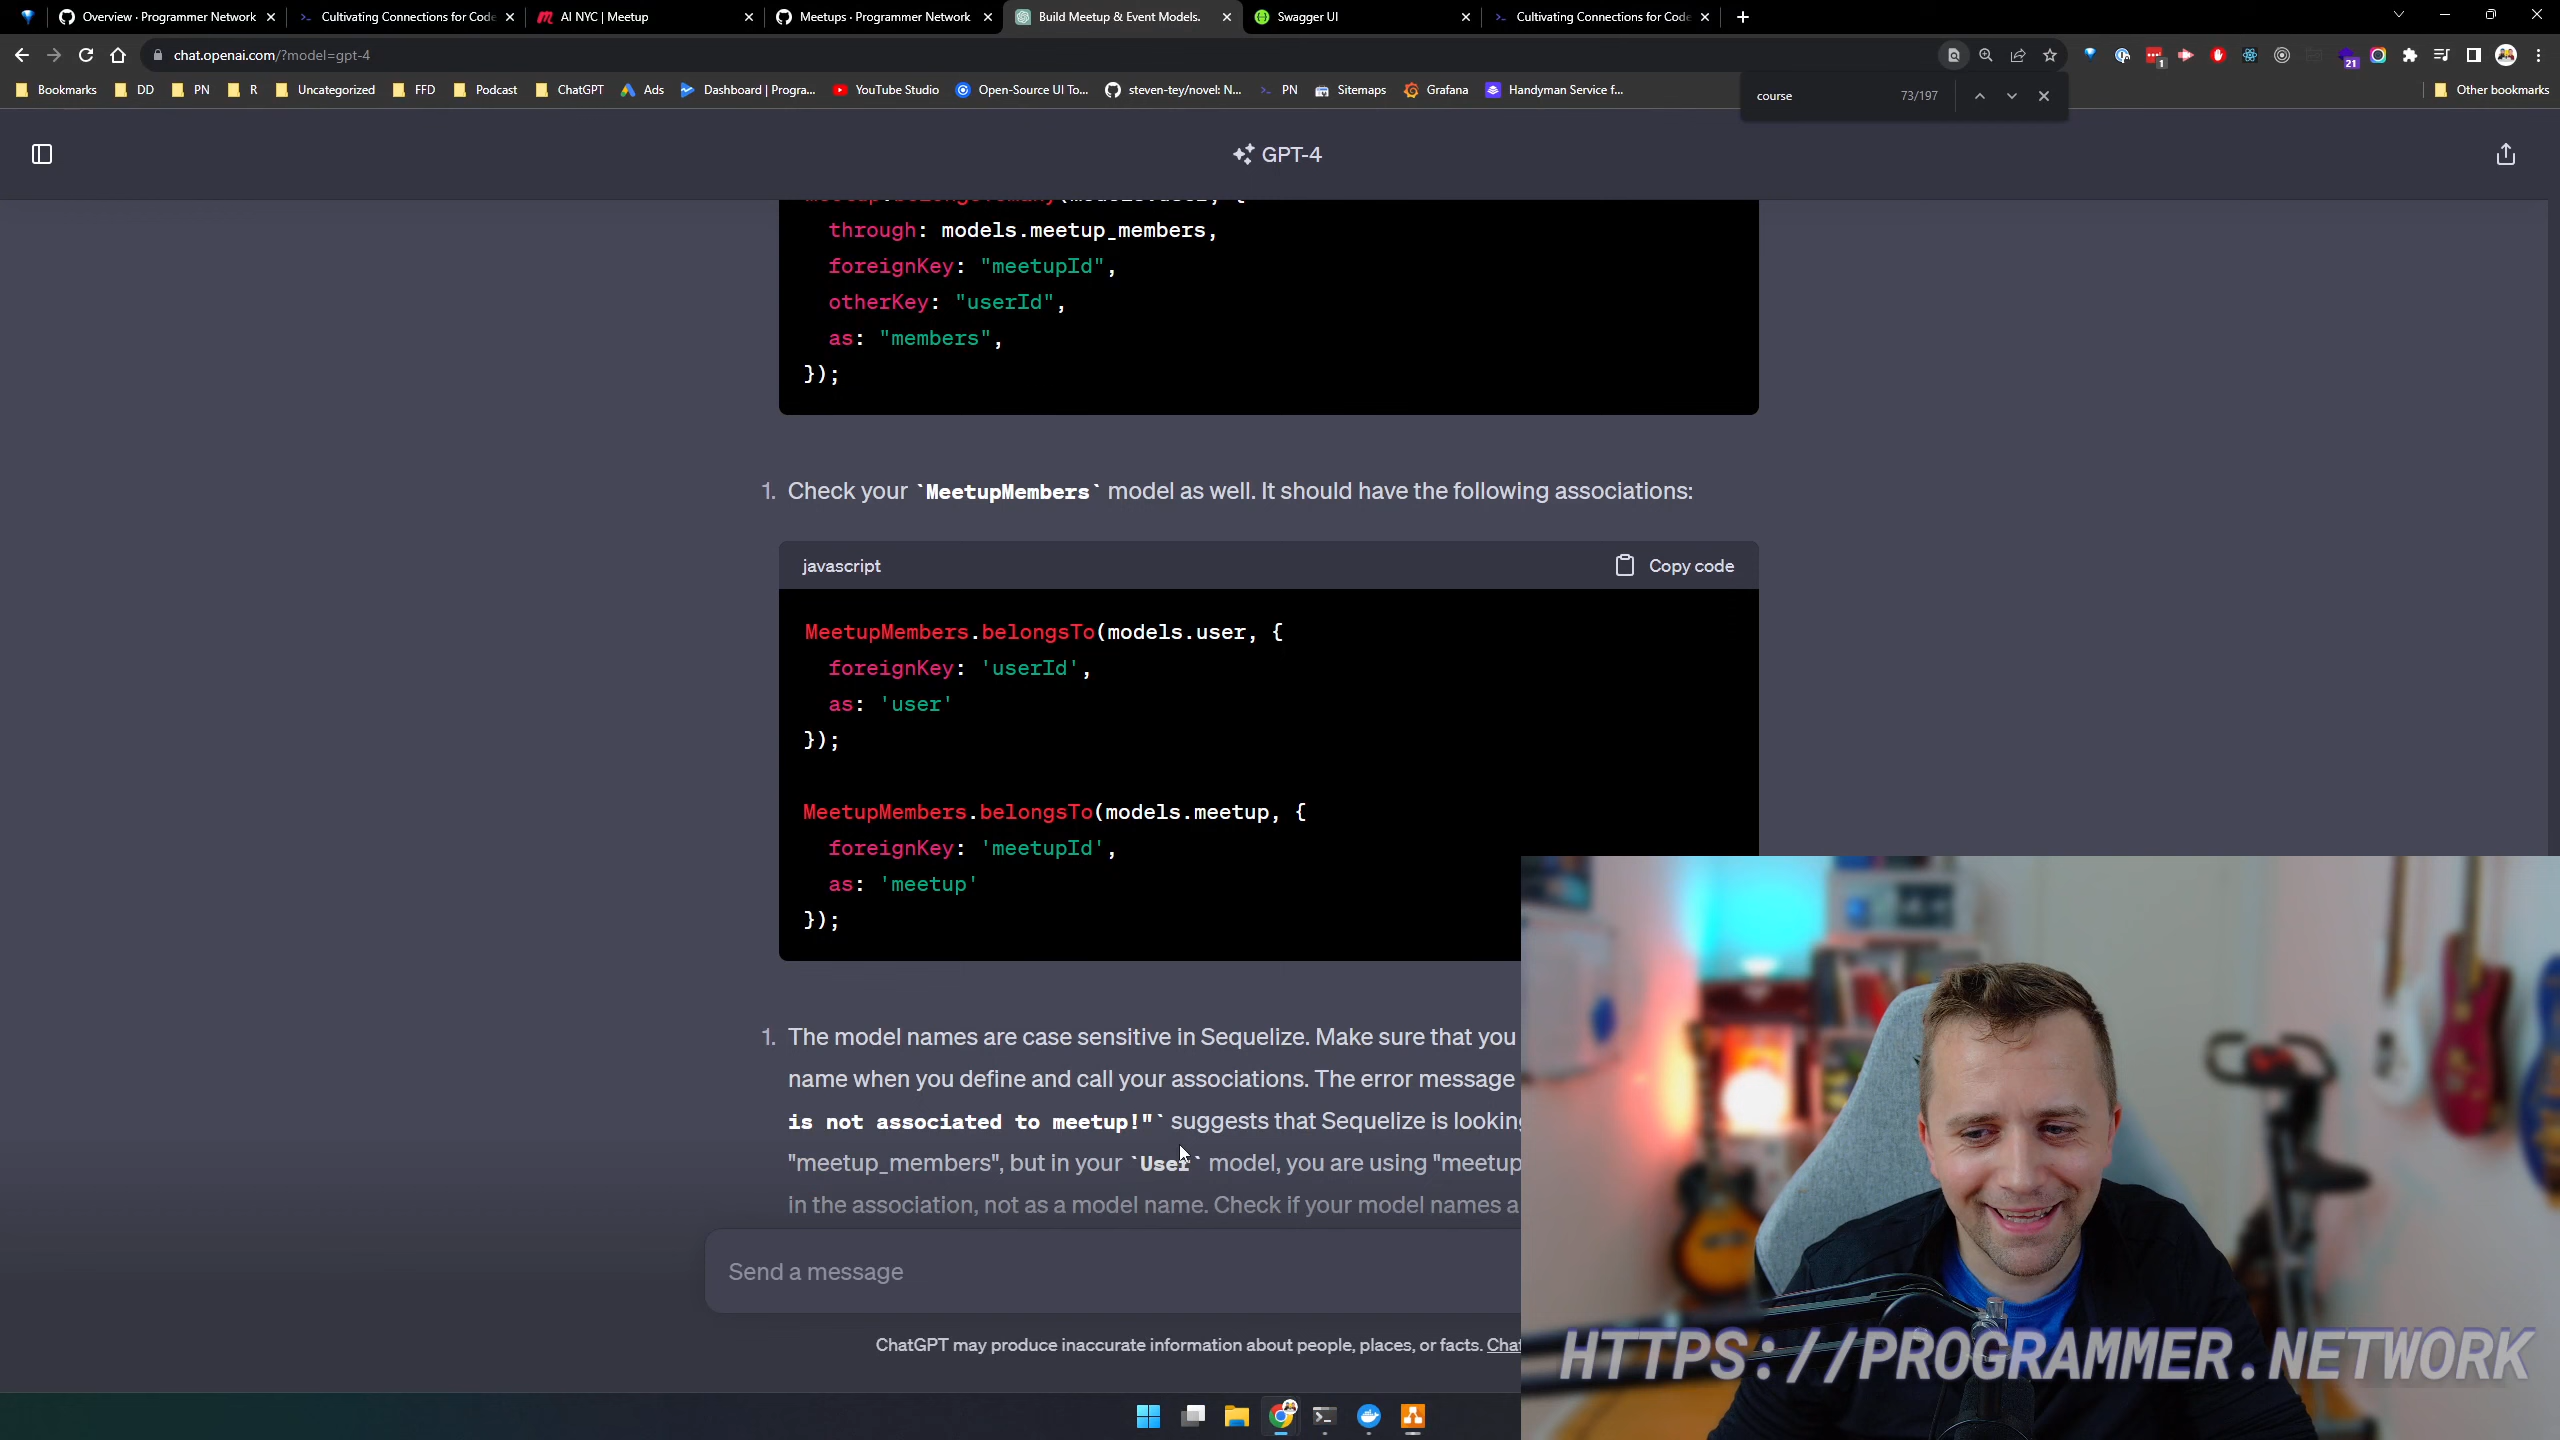 Overview · Programmer Network
Cultivating Connections for Code
AI NYC | Meetup
Meetups · Programmer Network
Build Meetup & Event Models.
Swagger UI
Cultivating Connections for Code
chat.openai.com/?model=gpt-4
1
21
Bookmarks
DD
PN
R
Uncategorized
FFD
Podcast
ChatGPT
Ads
Dashboard | Progra...
YouTube Studio
Open-Source UI To...
steven-tey/novel: N...
PN
Sitemaps
Grafana
Handyman Service f...
Other bookmarks
course
73/197
GPT-4
through: models.meetup_members,
foreignKey: "meetupId",
otherKey: "userId",
as: "members",
});
1. Check your `MeetupMembers` model as well. It should have the following associations:
javascript
Copy code
MeetupMembers.belongsTo(models.user, {
foreignKey: 'userId',
as: 'user'
});
MeetupMembers.belongsTo(models.meetup, {
foreignKey: 'meetupId',
as: 'meetup'
});
1. The model names are case sensitive in Sequelize. Make sure that you
name when you define and call your associations. The error message
is not associated to meetup!"` suggests that Sequelize is looking
"meetup_members", but in your `User` model, you are using "meetup
in the association, not as a model name. Check if your model names a
Send a message
ChatGPT may produce inaccurate information about people, places, or facts. Chat
HTTPS://PROGRAMMER.NETWORK